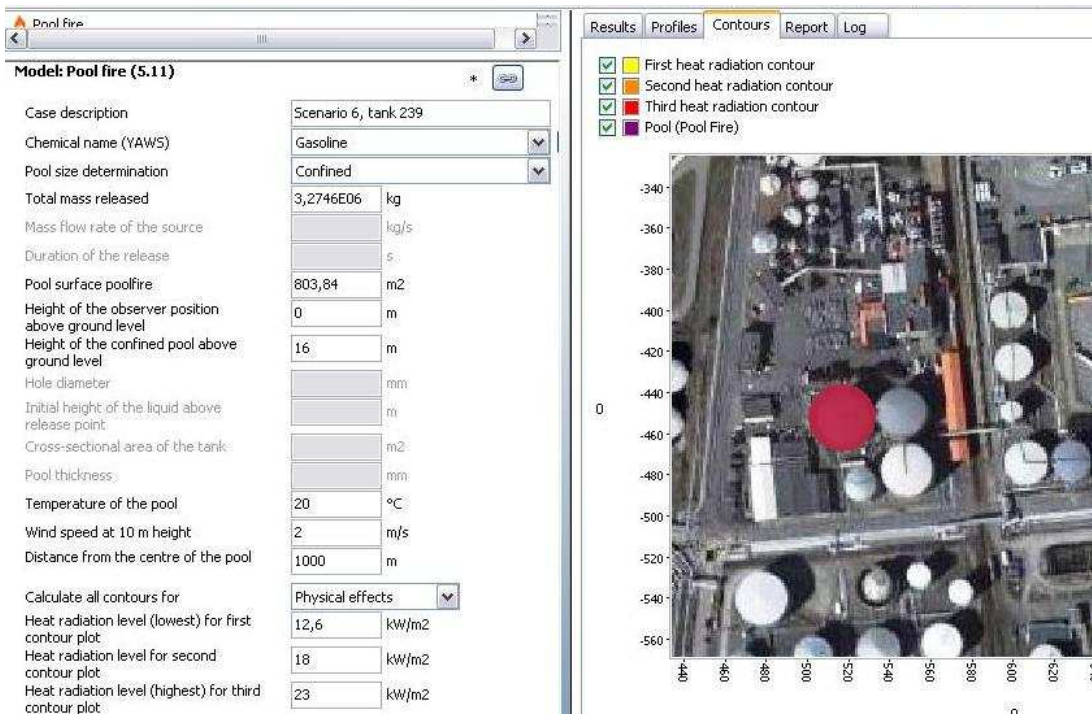 Pool fire
Model: Pool fire (5.11) *
Case description Scenario 6, tank 239
Chemical name (YAWS) Gasoline
Pool size determination Confined
Total mass released 3,2746E06 kg
Mass flow rate of the source kg/s
Duration of the release s
Pool surface poolfire 803,84 m2
Height of the observer position
above ground level 0 m
Height of the confined pool above
ground level 16 m
Hole diameter mm
Initial height of the liquid above
release point m
Cross-sectional area of the tank m2
Pool thickness mm
Temperature of the pool 20 °C
Wind speed at 10 m height 2 m/s
Distance from the centre of the pool 1000 m
Calculate all contours for Physical effects
Heat radiation level (lowest) for first
contour plot 12,6 kW/m2
Heat radiation level for second
contour plot 18 kW/m2
Heat radiation level (highest) for third
contour plot 23 kW/m2
Results Profiles Contours Report Log
First heat radiation contour
Second heat radiation contour
Third heat radiation contour
Pool (Pool Fire)
-340
-360
-380
-400
-420
-440
-460
-480
-500
-520
-540
-560
0
440 460 480 500 520 540 560 580 600 620
0